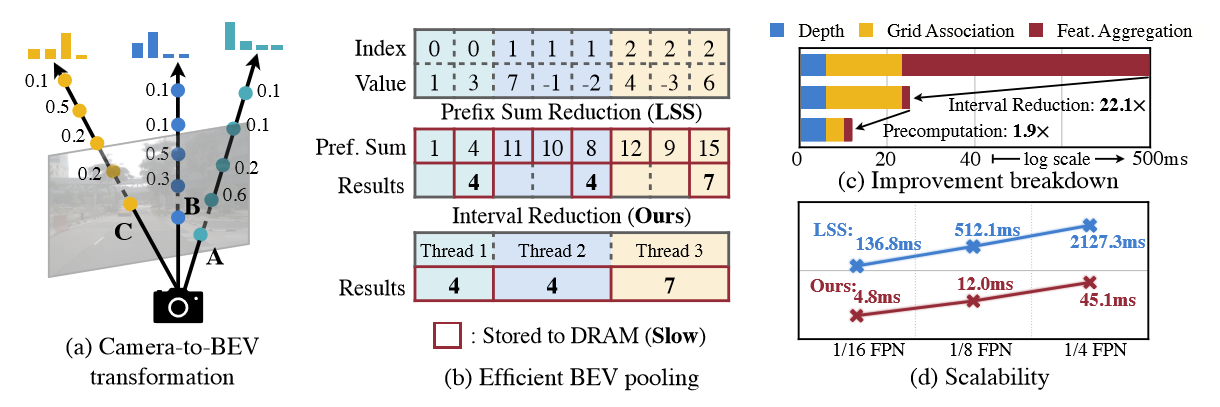 0.1
0.5
0.2
0.2
C
0.1
0.1
0.5
0.3
B
0.1
0.1
0.2
0.6
A
(a) Camera-to-BEV
transformation
Index 0 0 1 1 1 2 2 2
Value 1 3 7 -1 -2 4 -3 6
Prefix Sum Reduction (LSS)
Pref. Sum 1 4 11 10 8 12 9 15
Results 4 4 7
Interval Reduction (Ours)
Thread 1 Thread 2 Thread 3
Results 4 4 7
: Stored to DRAM (Slow)
(b) Efficient BEV pooling
Depth Grid Association Feat. Aggregation
Interval Reduction: 22.1×
Precomputation: 1.9×
0 20 40 log scale 500ms
(c) Improvement breakdown
LSS: 136.8ms 512.1ms 2127.3ms
Ours: 4.8ms 12.0ms 45.1ms
1/16 FPN 1/8 FPN 1/4 FPN
(d) Scalability